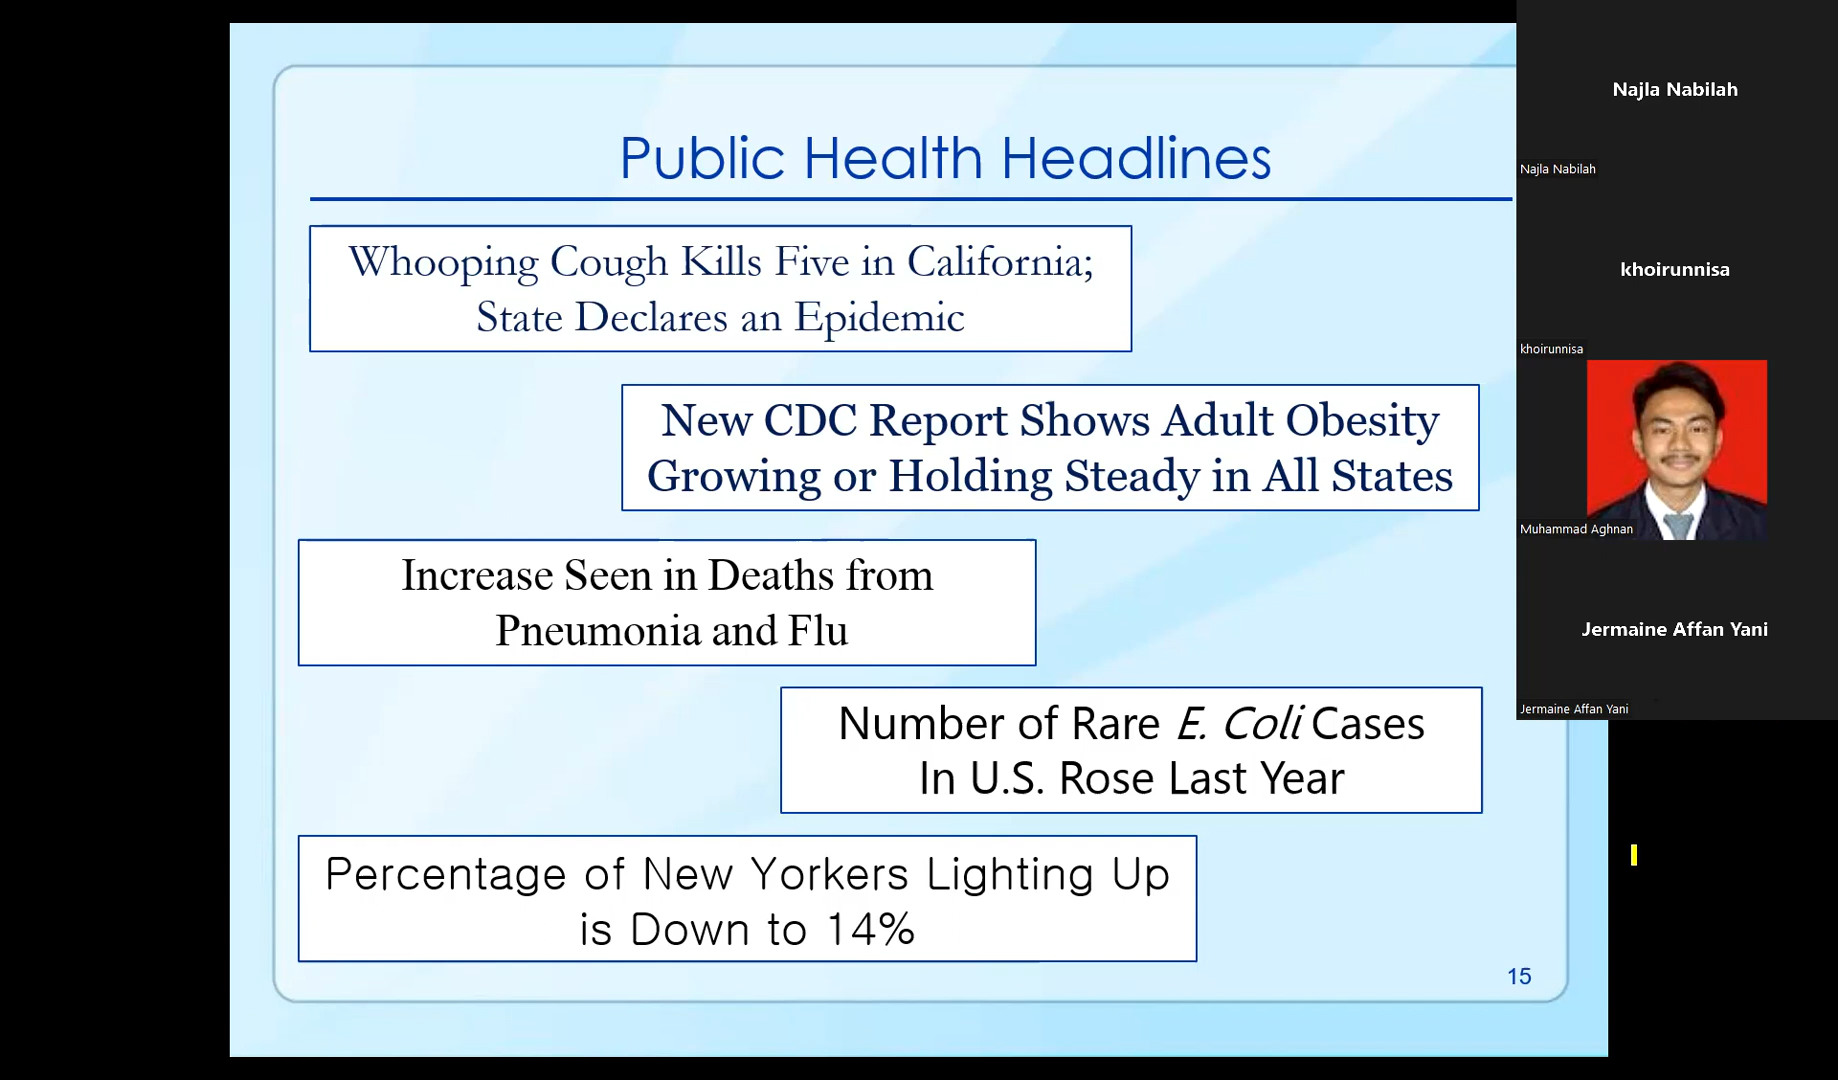 Public Health Headlines
Whooping Cough Kills Five in California;
State Declares an Epidemic
New CDC Report Shows Adult Obesity
Growing or Holding Steady in All States
Increase Seen in Deaths from
Pneumonia and Flu
Number of Rare E. Coli Cases
In U.S. Rose Last Year
Percentage of New Yorkers Lighting Up
is Down to 14%
15
Najla Nabilah
Najla Nabilah
khoirunnisa
khoirunnisa
Muhammad Aghnan
Jermaine Affan Yani
Jermaine Affan Yani